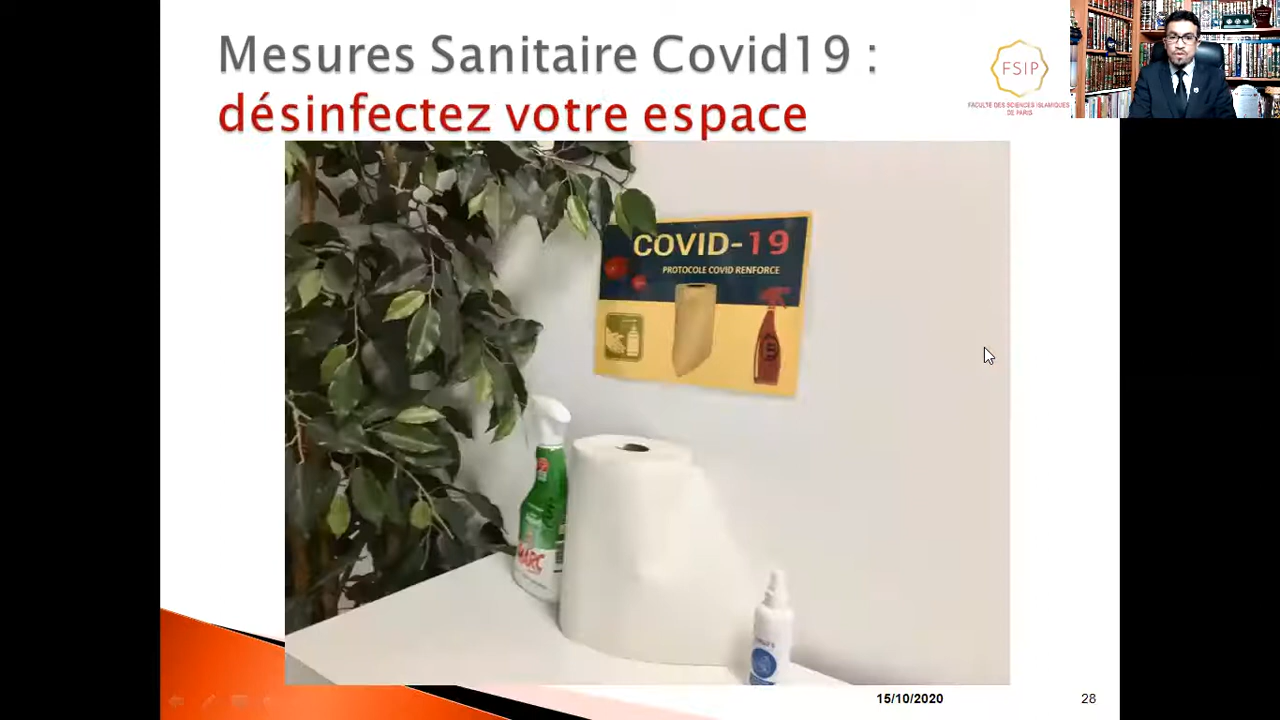 Mesures Sanitaire Covid19 :
désinfectez votre espace
FSIP
FACULTE DES SCIENCES ISLAMIQUES
DE PARIS
COVID-19
PROTOCOLE COVID RENFORCE
MARC
15/10/2020
28